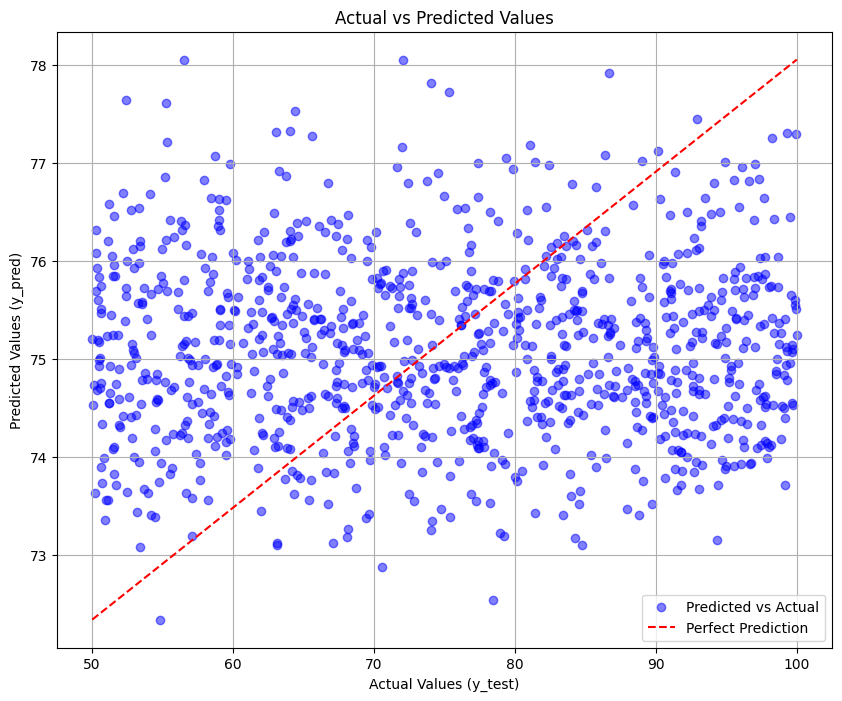 Actual vs Predicted Values
Predicted Values (y_pred)
78
77
76
75
74
73
50
60
70
80
90
100
Actual Values (y_test)
Predicted vs Actual
Perfect Prediction